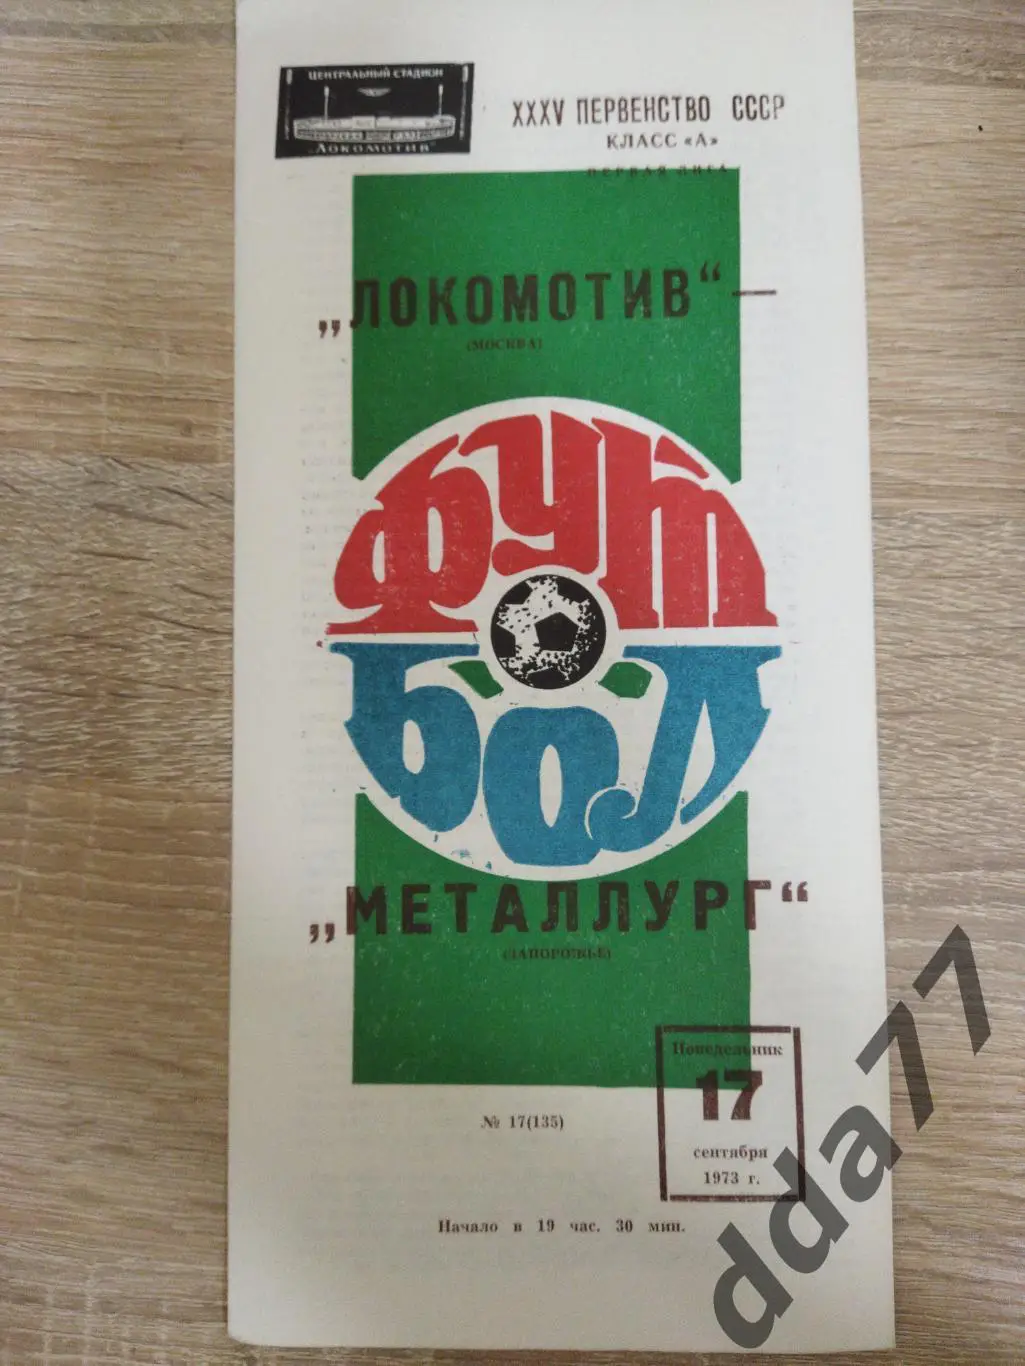 ЦЕНТРАЛЬНЫЙ СТАДИОН
„ЛОКОМОТИВ“
XXXV ПЕРВЕНСТВО СССР
КЛАСС «А»
ПЕРВАЯ ЛИГА
„ЛОКОМОТИВ“—
(МОСКВА)
ФУТ
БОЛ
„МЕТАЛЛУРГ“
(ЗАПОРОЖЬЕ)
Понедельник
17
сентября
1973 г.
№ 17(135)
Начало в 19 час. 30 мин.
dda77